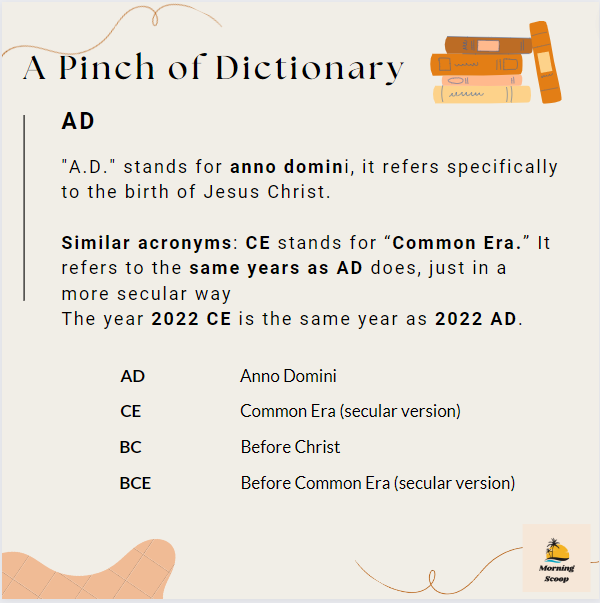 A Pinch of Dictionary
AD
"A.D." stands for anno domini, it refers specifically
to the birth of Jesus Christ.
Similar acronyms: CE stands for “Common Era.” It
refers to the same years as AD does, just in a
more secular way
The year 2022 CE is the same year as 2022 AD.
AD Anno Domini
CE Common Era (secular version)
BC Before Christ
BCE Before Common Era (secular version)
Morning
Scoop